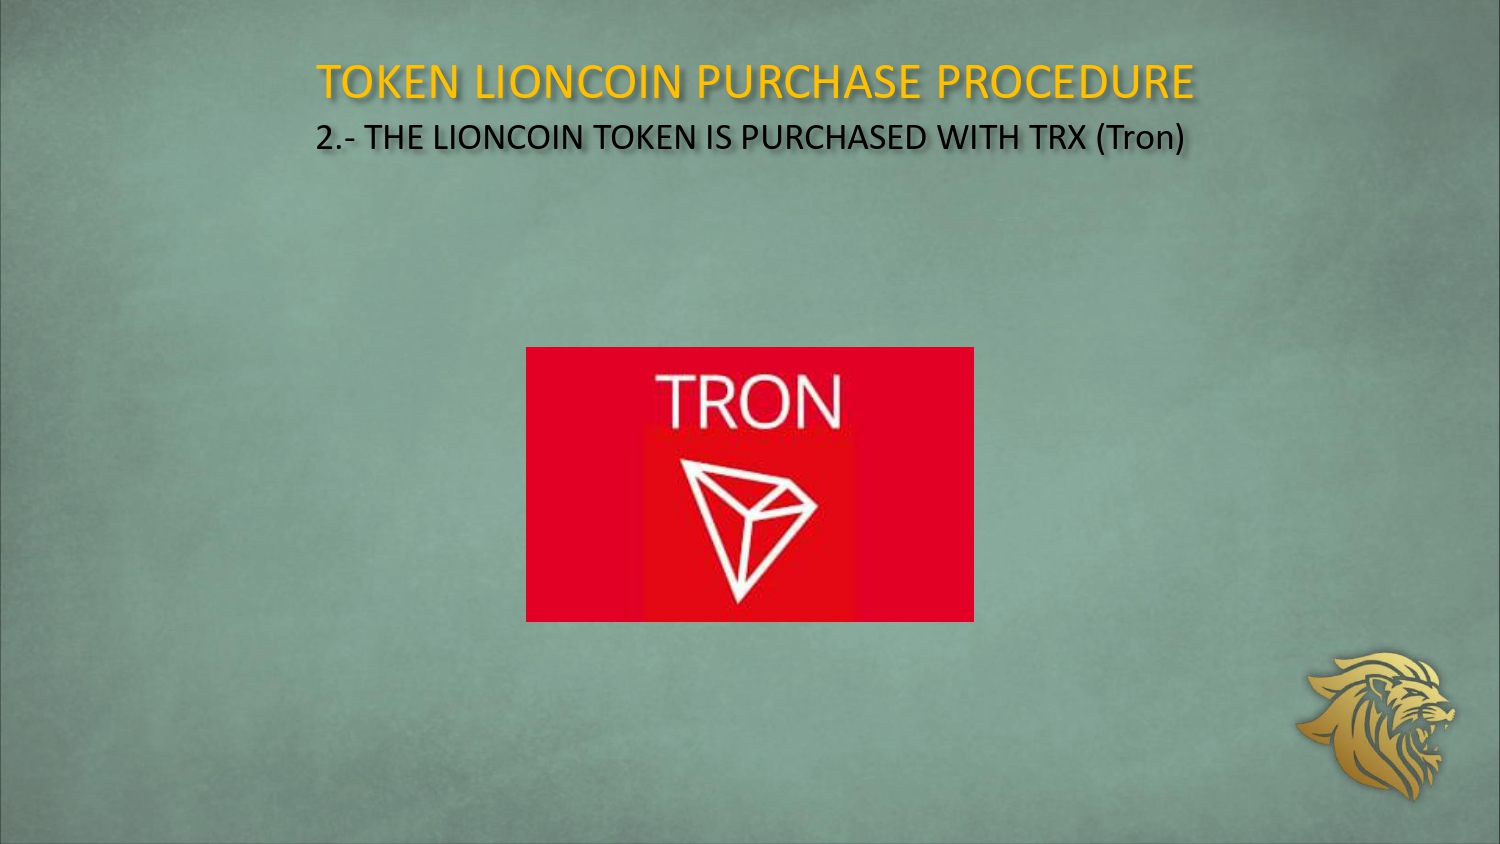 TOKEN LIONCOIN PURCHASE PROCEDURE
2.- THE LIONCOIN TOKEN IS PURCHASED WITH TRX (Tron)
TRON